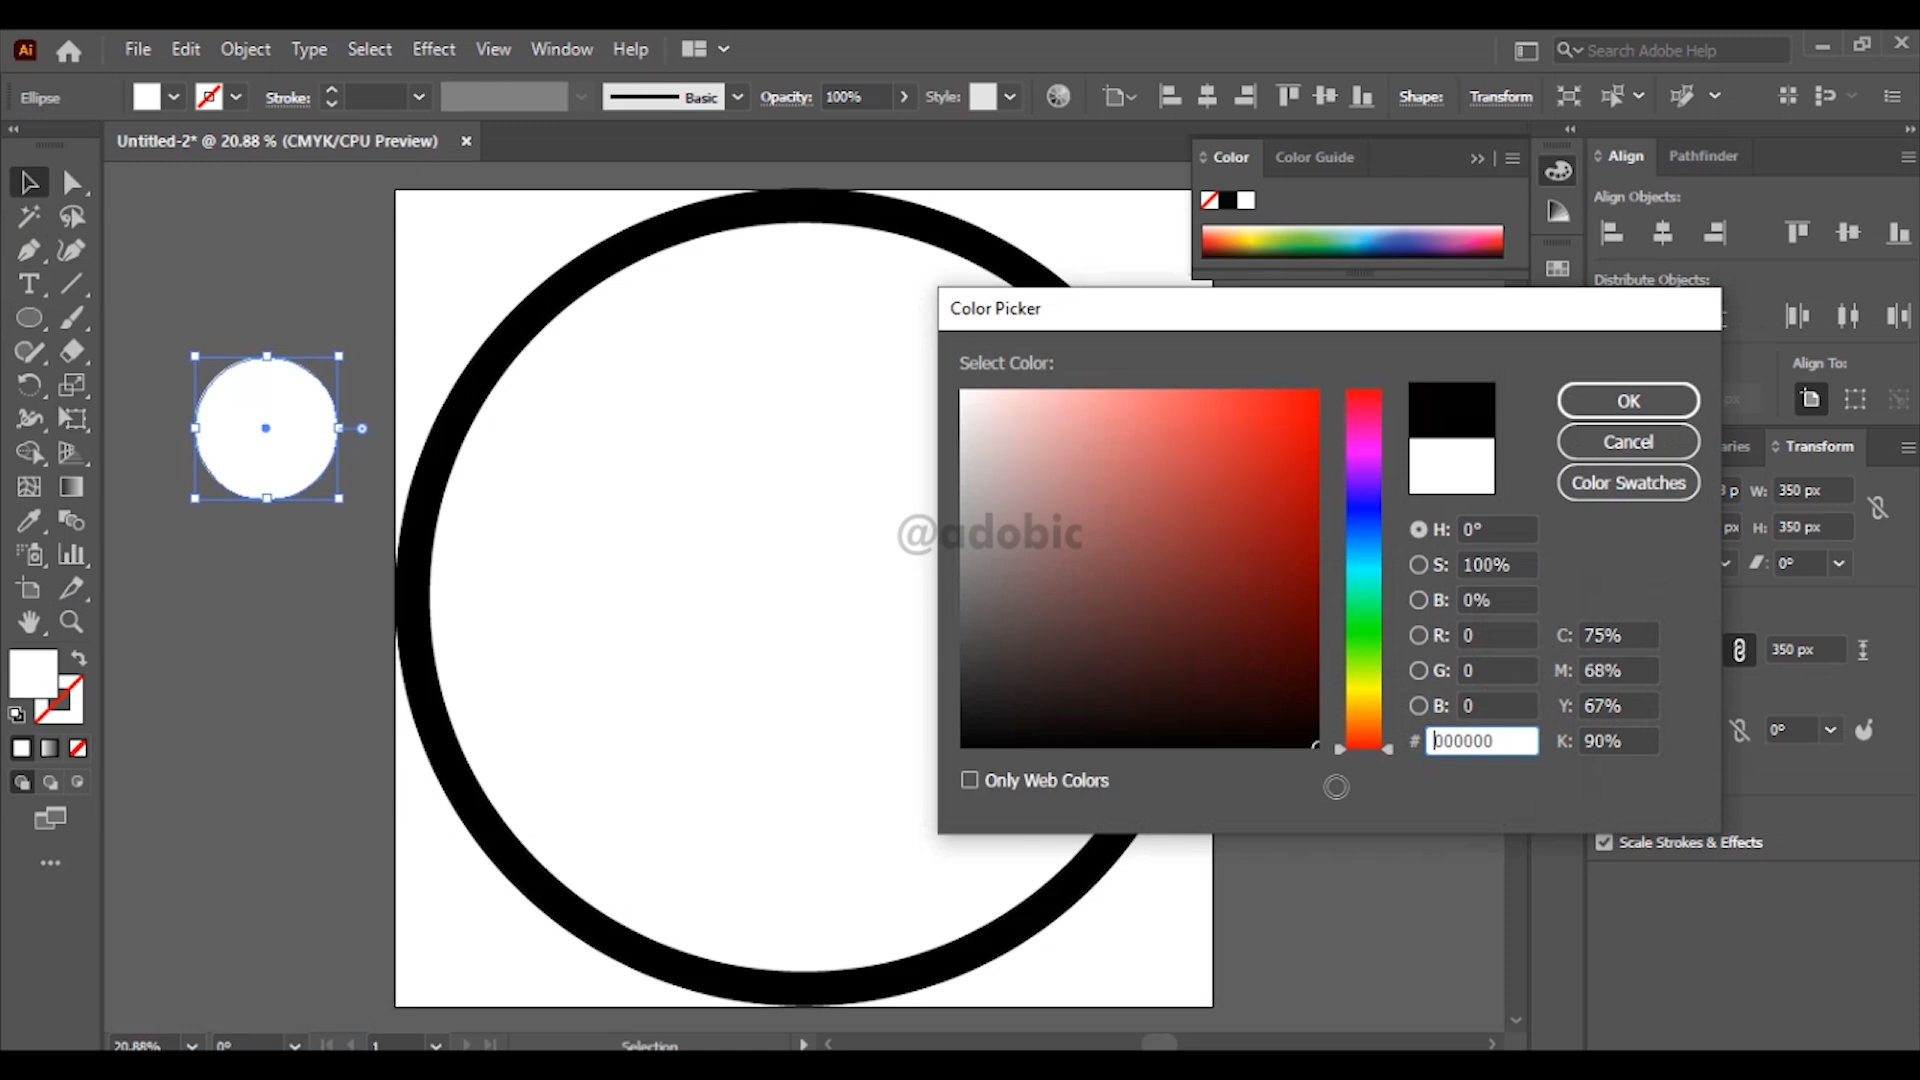 Ai
File Edit Object Type Select Effect View Window Help
Search Adobe Help
Ellipse
Stroke:
Basic
Opacity: 100%
Style:
Shape:
Transform
Untitled-2* @ 20.88 % (CMYK/CPU Preview)
Color
Color Guide
Align
Pathfinder
Align Objects:
Distribute Objects:
Align To:
px
Color Picker
Select Color:
OK
Cancel
Color Swatches
@adobic
H: 0°
S: 100%
B: 0%
R: 0
G: 0
B: 0
# 000000
C: 75%
M: 68%
Y: 67%
K: 90%
Only Web Colors
aries
Transform
W: 350 px
px
H: 350 px
0°
350 px
0°
Scale Strokes & Effects
20.88%
0°
1
Selection